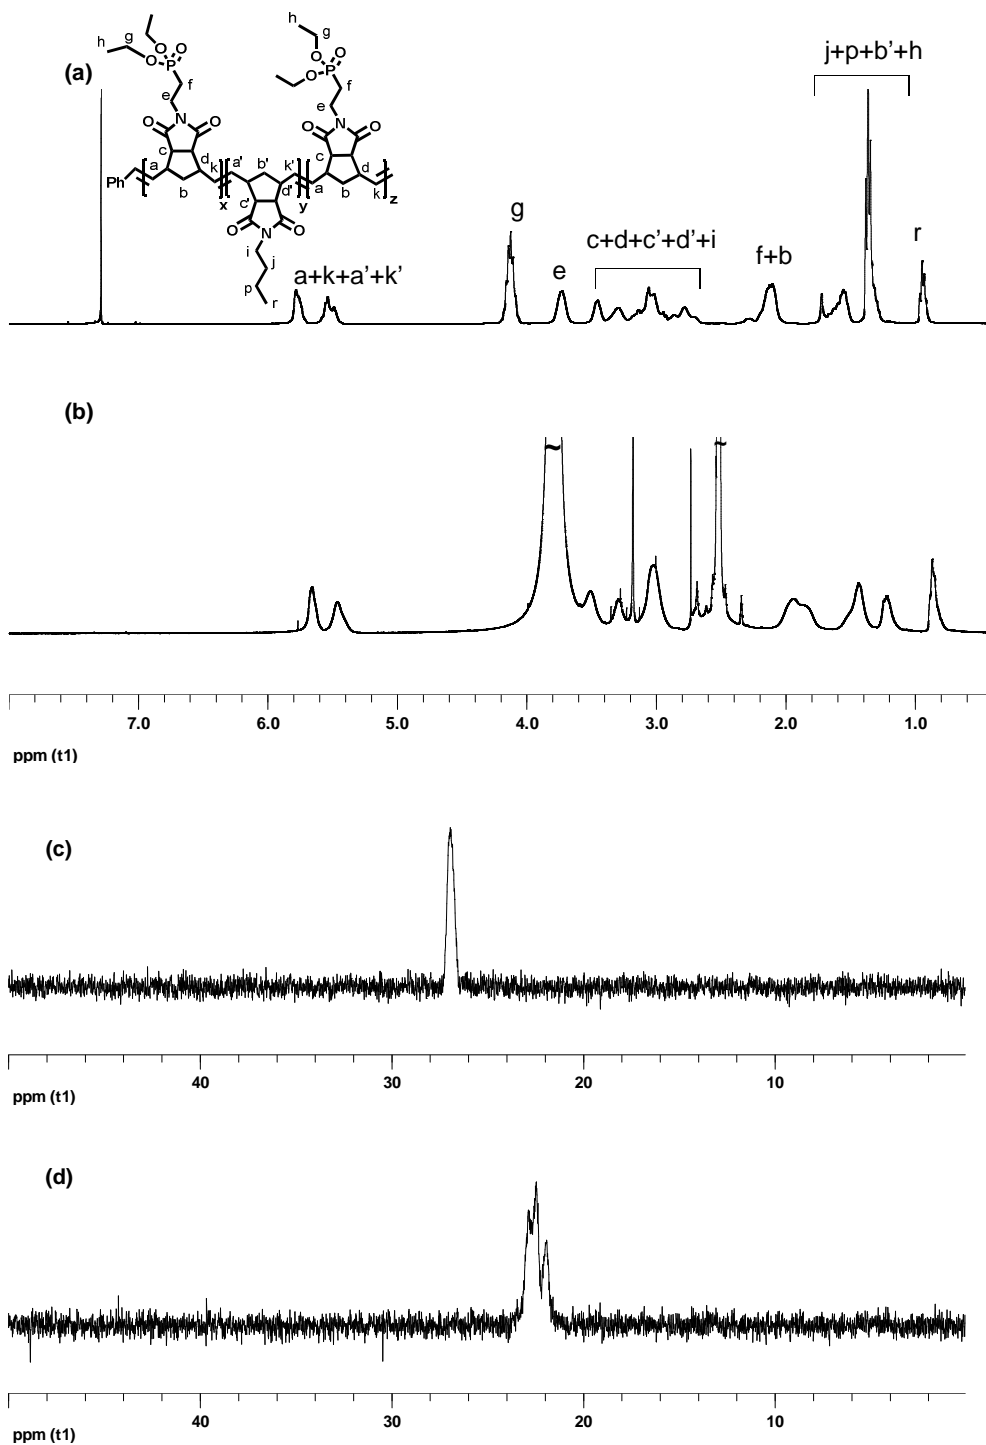 (a)
h
g
O
O
P
O
f
e
N
O
O
c
d
a
k
b
Ph
x
a'
b'
k'
d'
c'
y
O
O
N
i
j
p
r
h
g
O
O
P
O
f
e
N
O
O
c
d
a
b
k
z
a+k+a'+k'
g
e
c+d+c'+d'+i
f+b
j+p+b'+h
r
(b)
~
~
7.0 6.0 5.0 4.0 3.0 2.0 1.0
ppm (t1)
(c)
40 30 20 10
ppm (t1)
(d)
40 30 20 10
ppm (t1)